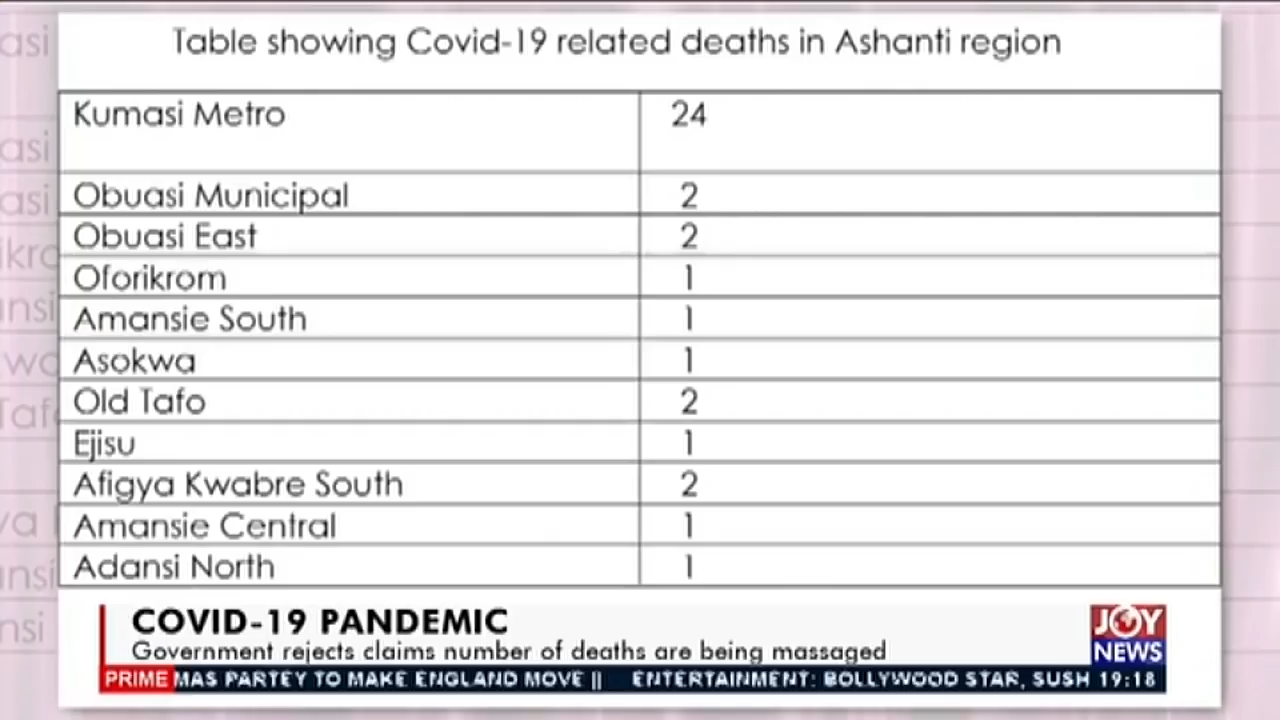 Table showing Covid-19 related deaths in Ashanti region
Kumasi Metro 24
Obuasi Municipal 2
Obuasi East 2
Oforikrom 1
Amansie South 1
Asokwa 1
Old Tafo 2
Ejisu 1
Afigya Kwabre South 2
Amansie Central 1
Adansi North 1
COVID-19 PANDEMIC
Government rejects claims number of deaths are being massaged
JOY
NEWS
PRIME MAS PARTEY TO MAKE ENGLAND MOVE || ENTERTAINMENT: BOLLYWOOD STAR, SUSH 19:18